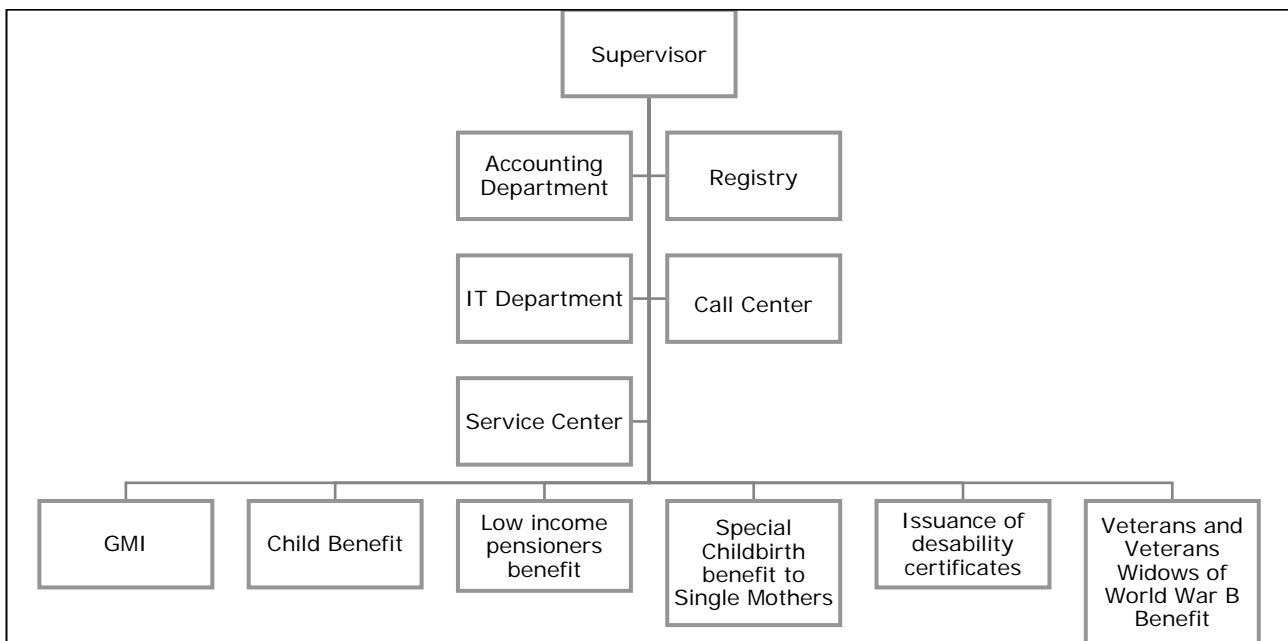 Supervisor
Accounting
Department
Registry
IT Department
Call Center
Service Center
GMI
Child Benefit
Low income
pensioners
benefit
Special
Childbirth
benefit to
Single Mothers
Issuance of
desability
certificates
Veterans and
Veterans
Widows of
World War B
Benefit